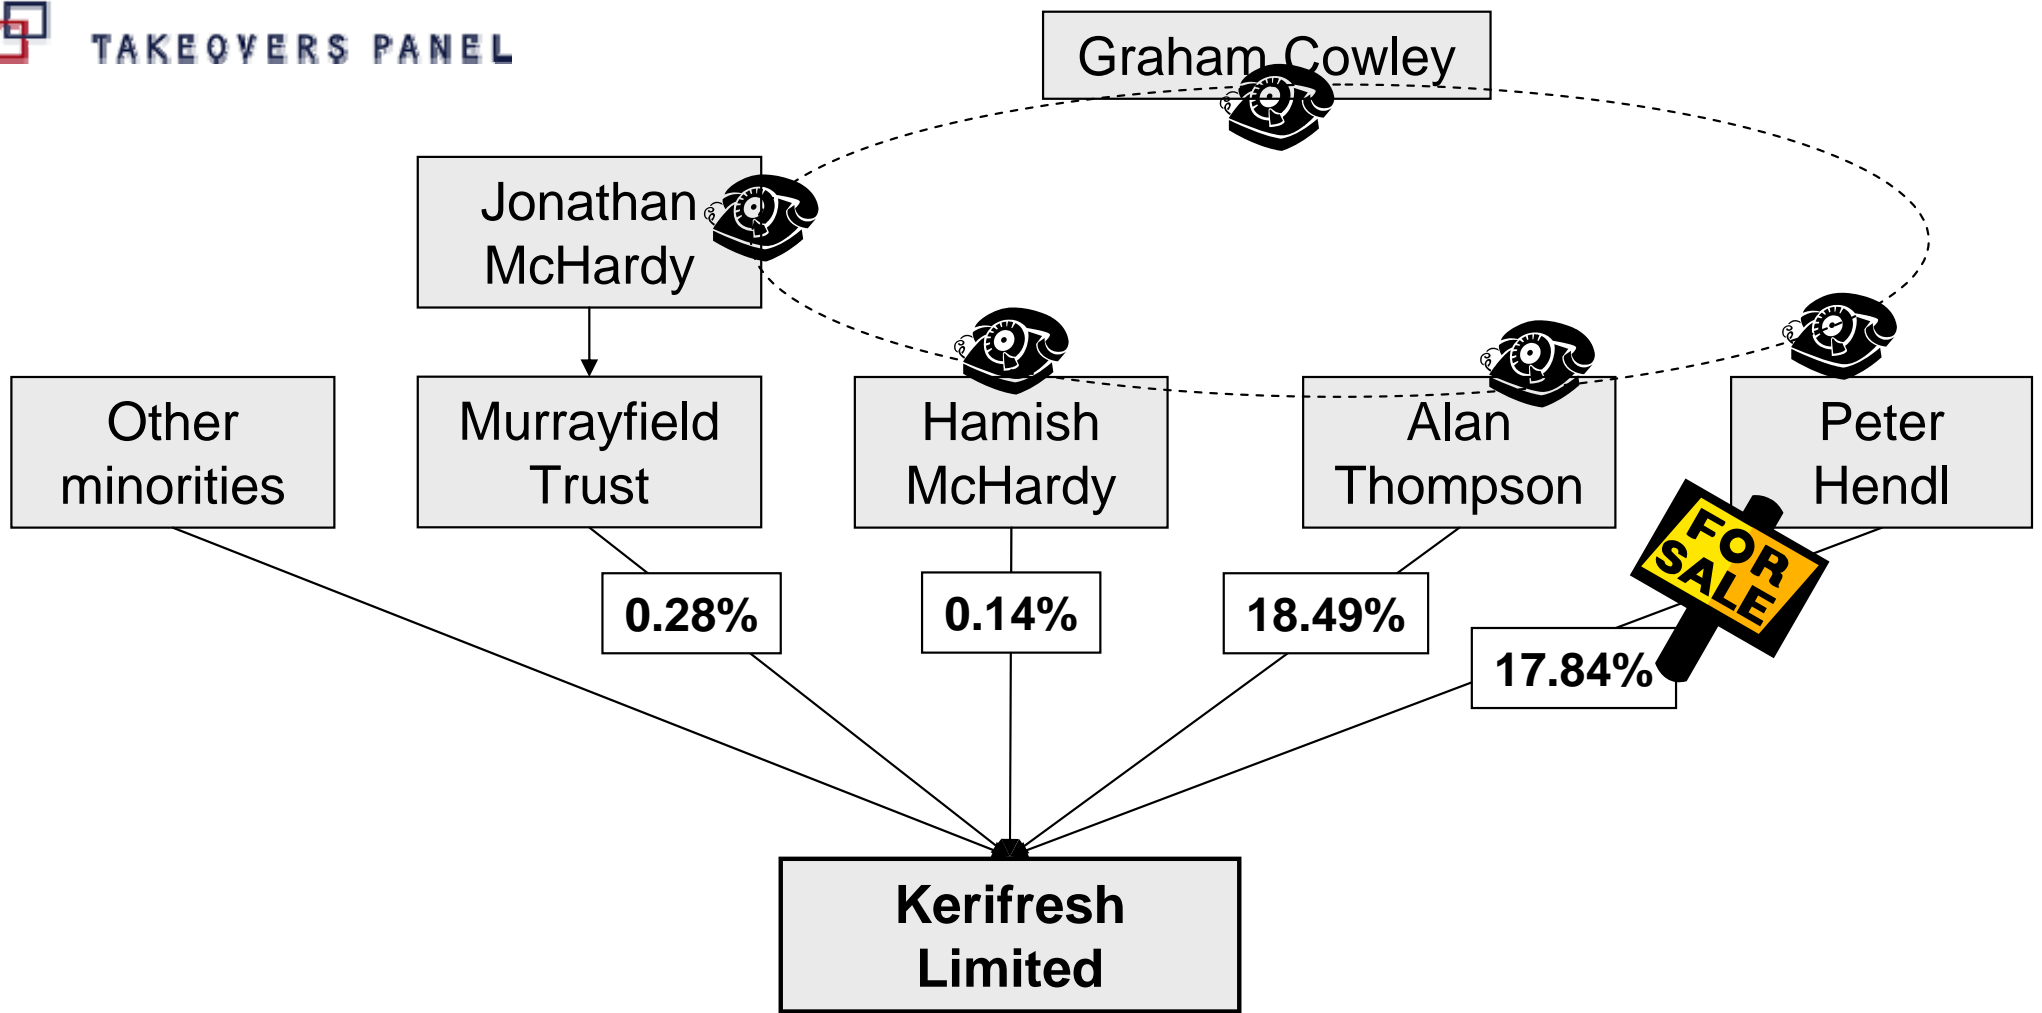 TAKEOVERS PANEL
Graham Cowley
Jonathan
McHardy
Other
minorities
Murrayfield
Trust
Hamish
McHardy
Alan
Thompson
Peter
Hendl
FOR
SALE
0.28%
0.14%
18.49%
17.84%
Kerifresh
Limited